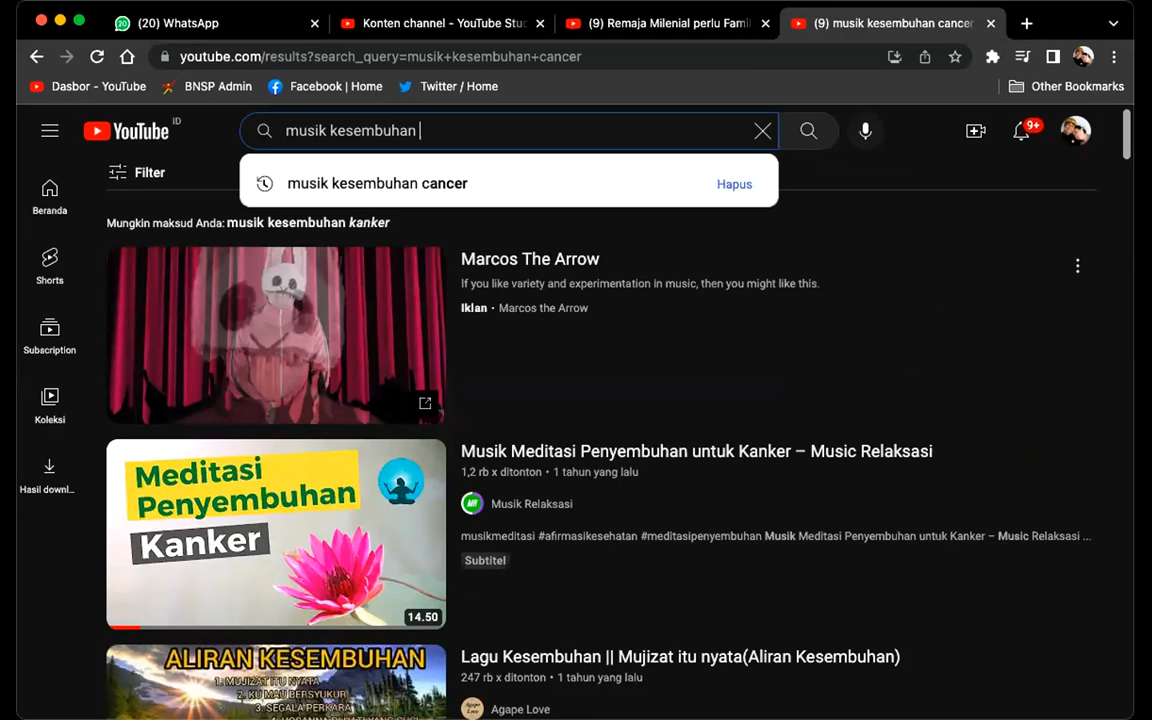 (20) WhatsApp
Konten channel - YouTube Stuc
(9) Remaja Milenial perlu Fami
(9) musik kesembuhan cancer
youtube.com/results?search_query=musik+kesembuhan+cancer
Dasbor - YouTube
BNSP Admin
Facebook | Home
Twitter / Home
Other Bookmarks
YouTube ID
musik kesembuhan
9+
musik kesembuhan cancer
Hapus
Filter
Beranda
Shorts
Subscription
Koleksi
Hasil downl...
Mungkin maksud Anda: musik kesembuhan kanker
Marcos The Arrow
If you like variety and experimentation in music, then you might like this.
Iklan · Marcos the Arrow
Meditasi
Penyembuhan
Kanker
14.50
Musik Meditasi Penyembuhan untuk Kanker – Music Relaksasi
1,2 rb x ditonton · 1 tahun yang lalu
MR
Musik Relaksasi
musikmeditasi #afirmasikesehatan #meditasipenyembuhan Musik Meditasi Penyembuhan untuk Kanker – Music Relaksasi ...
Subtitel
ALIRAN KESEMBUHAN
1. MUJIZAT ITU NYATA
2. KU MAU BERSYUKUR
3. SEGALA PERKARA
Lagu Kesembuhan || Mujizat itu nyata(Aliran Kesembuhan)
247 rb x ditonton · 1 tahun yang lalu
Agape Love
Agape Love